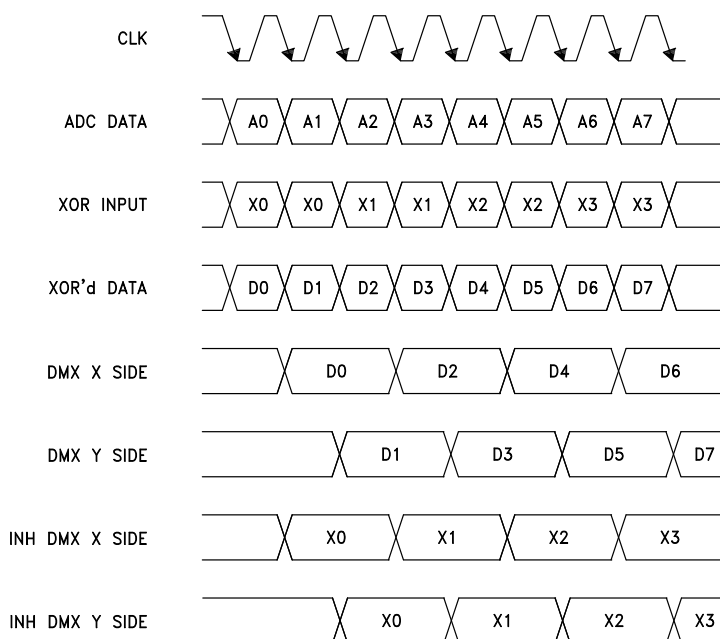 CLK
ADC DATA A0 A1 A2 A3 A4 A5 A6 A7
XOR INPUT X0 X0 X1 X1 X2 X2 X3 X3
XOR'd DATA D0 D1 D2 D3 D4 D5 D6 D7
DMX X SIDE D0 D2 D4 D6
DMX Y SIDE D1 D3 D5 D7
INH DMX X SIDE X0 X1 X2 X3
INH DMX Y SIDE X0 X1 X2 X3